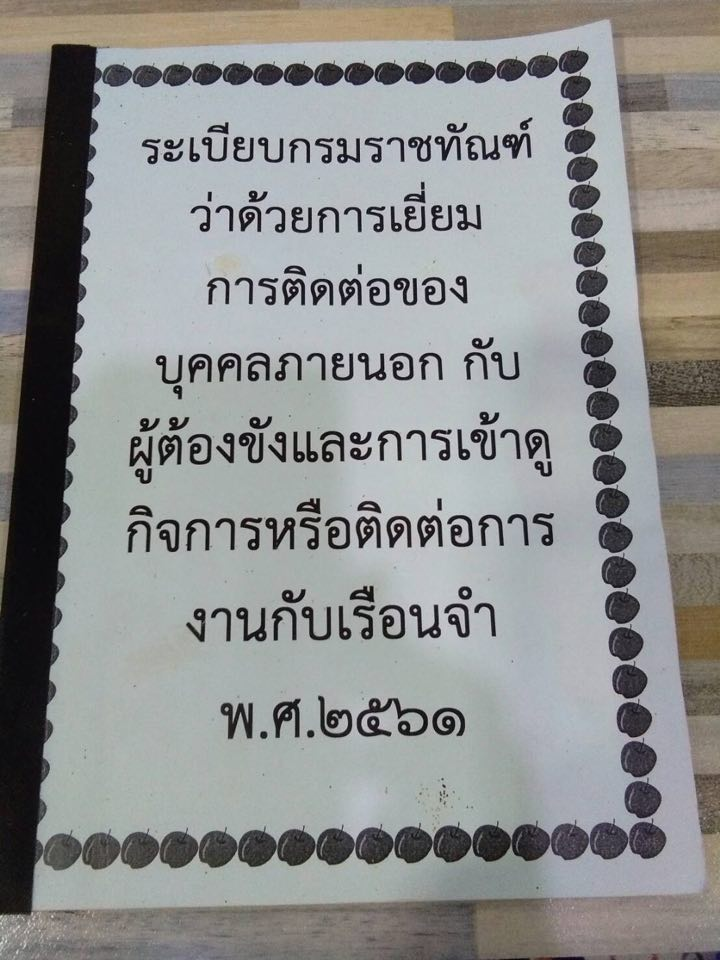 ระเบียบกรมราชทัณฑ์
ว่าด้วยการเยี่ยม
การติดต่อของ
บุคคลภายนอก กับ
ผู้ต้องขังและการเข้าดู
กิจการหรือติดต่อการ
งานกับเรือนจำ
พ.ศ.๒๕๖๑